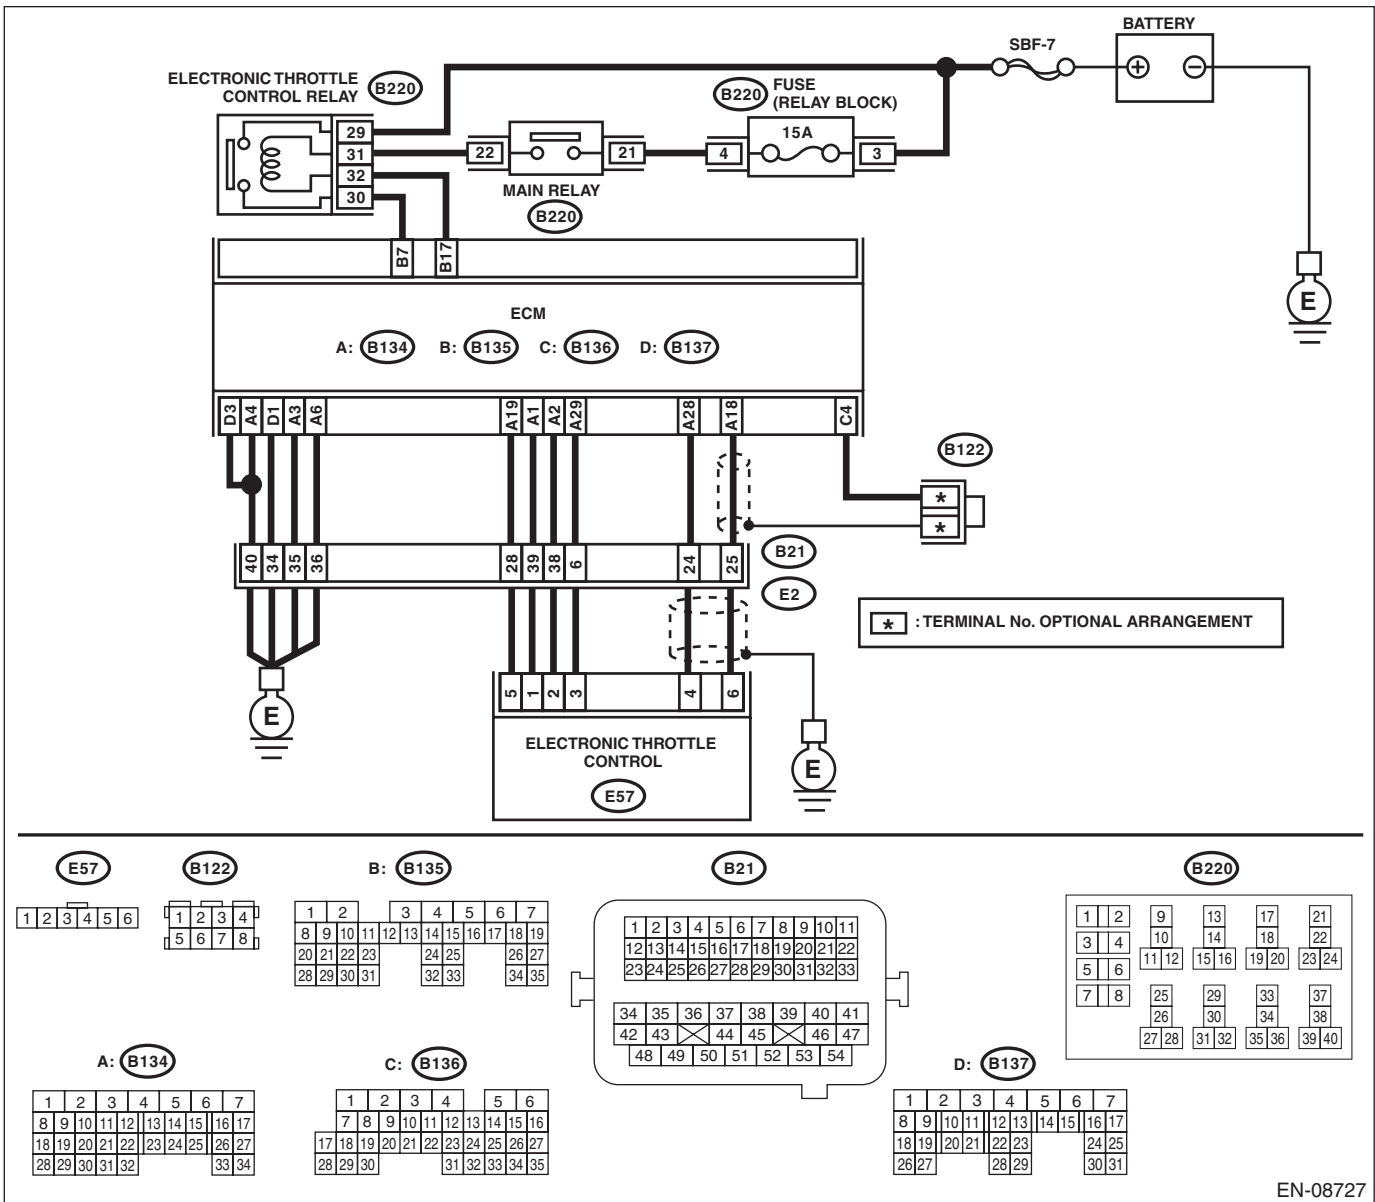 BATTERY
SBF-7
+ −
ELECTRONIC THROTTLE
CONTROL RELAY
B220
B220
FUSE
(RELAY BLOCK)
15A
29
31
32
30
22
21
4
3
MAIN RELAY
B220
E
B7
B17
ECM
A: B134 B: B135 C: B136 D: B137
D3 A4 D1 A3 A6 A19 A1 A2 A29 A28 A18 C4
B122
*
*
40 34 35 36 28 39 38 6 24 25
B21
E2
* : TERMINAL No. OPTIONAL ARRANGEMENT
5 1 2 3 4 6
E
ELECTRONIC THROTTLE
CONTROL
E57
E
E57
1 2 3 4 5 6
B122
1 2 3 4
5 6 7 8
B: B135
1 2 3 4 5 6 7
8 9 10 11 12 13 14 15 16 17 18 19
20 21 22 23 24 25 26 27
28 29 30 31 32 33 34 35
B21
1 2 3 4 5 6 7 8 9 10 11
12 13 14 15 16 17 18 19 20 21 22
23 24 25 26 27 28 29 30 31 32 33
34 35 36 37 38 39 40 41
42 43 44 45 46 47
48 49 50 51 52 53 54
B220
1 2 9 13 17 21
3 4 10 14 18 22
5 6 11 12 15 16 19 20 23 24
7 8 25 29 33 37
26 30 34 38
27 28 31 32 35 36 39 40
A: B134
1 2 3 4 5 6 7
8 9 10 11 12 13 14 15 16 17
18 19 20 21 22 23 24 25 26 27
28 29 30 31 32 33 34
C: B136
1 2 3 4 5 6
7 8 9 10 11 12 13 14 15 16
17 18 19 20 21 22 23 24 25 26 27
28 29 30 31 32 33 34 35
D: B137
1 2 3 4 5 6 7
8 9 10 11 12 13 14 15 16 17
18 19 20 21 22 23 24 25
26 27 28 29 30 31
EN-08727